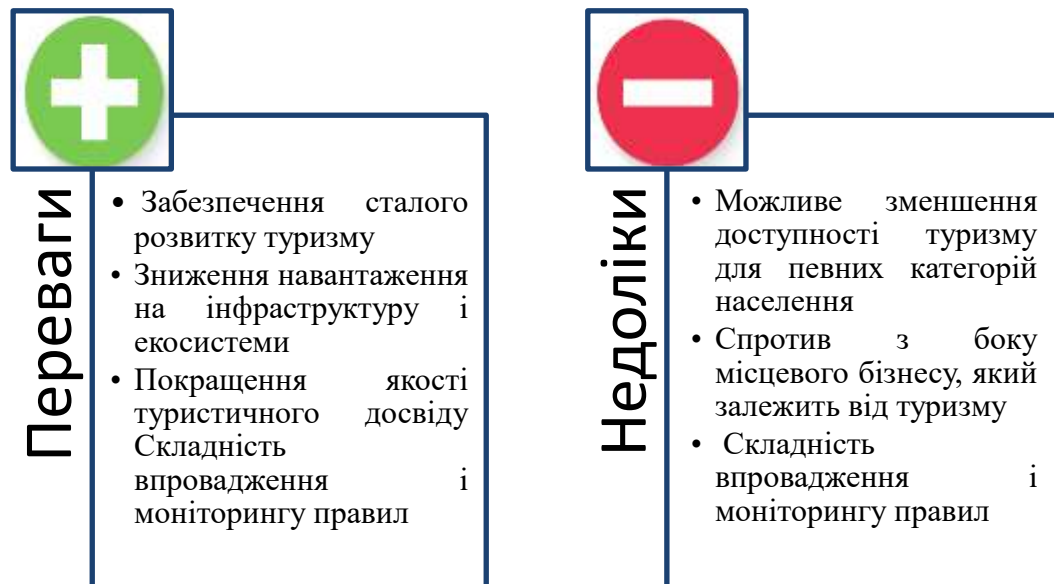 Переваги
• Забезпечення сталого
розвитку туризму
• Зниження навантаження
на інфраструктуру і
екосистеми
• Покращення якості
туристичного досвіду
Складність
впровадження і
моніторингу правил
Недоліки
• Можливе зменшення
доступності туризму
для певних категорій
населення
• Спротив з боку
місцевого бізнесу, який
залежить від туризму
• Складність
впровадження і
моніторингу правил